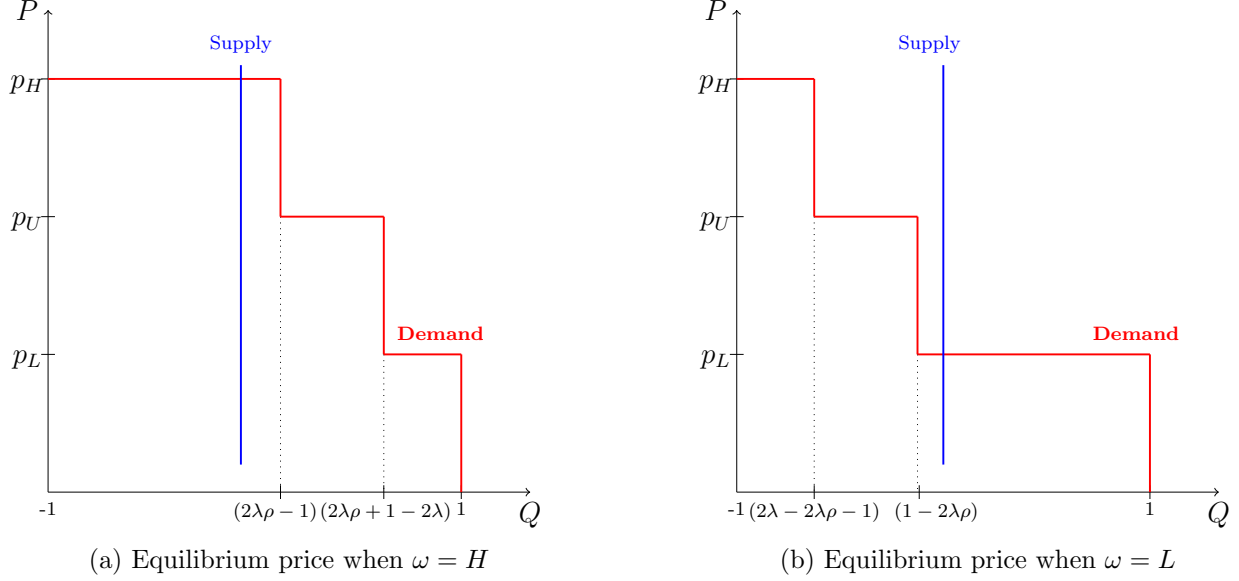 P
Supply
p_H
p_U
Demand
p_L
-1
(2λρ − 1)
(2λρ + 1 − 2λ)
1
Q
(a) Equilibrium price when ω = H
P
Supply
p_H
p_U
Demand
p_L
-1
(2λ − 2λρ − 1)
(1 − 2λρ)
1
Q
(b) Equilibrium price when ω = L